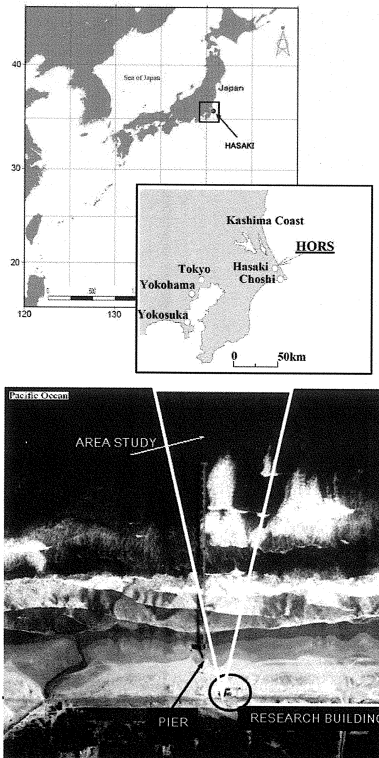 N
40
Sea of Japan
Japan
HASAKI
35
30
20
120
130
Kashima Coast
HORS
Hasaki
Choshi
Tokyo
Yokohama
Yokosuka
0 50km
Pacific Ocean
AREA STUDY
PIER
RESEARCH BUILDING